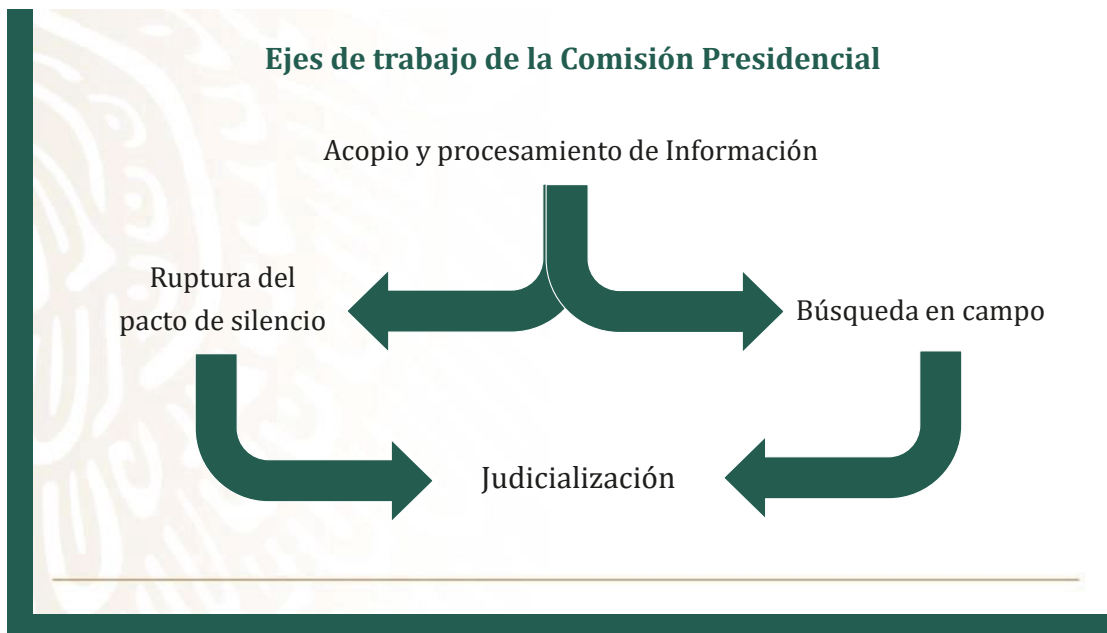 Ejes de trabajo de la Comisión Presidencial
Acopio y procesamiento de Información
Ruptura del
pacto de silencio
Búsqueda en campo
Judicialización